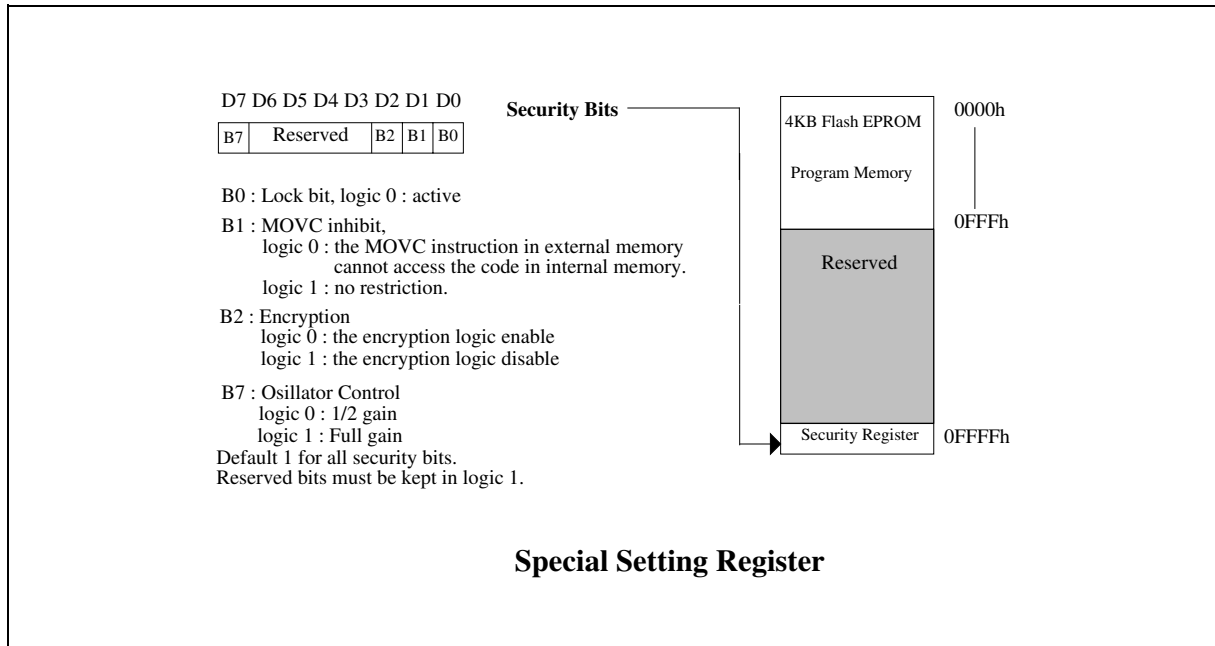 D7 D6 D5 D4 D3 D2 D1 D0
B7 Reserved B2 B1 B0
B0 : Lock bit, logic 0 : active
B1 : MOVC inhibit,
logic 0 : the MOVC instruction in external memory
cannot access the code in internal memory.
logic 1 : no restriction.
B2 : Encryption
logic 0 : the encryption logic enable
logic 1 : the encryption logic disable
B7 : Osillator Control
logic 0 : 1/2 gain
logic 1 : Full gain
Default 1 for all security bits.
Reserved bits must be kept in logic 1.
Security Bits
4KB Flash EPROM
Program Memory
Reserved
Security Register
0000h
0FFFh
0FFFFh
Special Setting Register